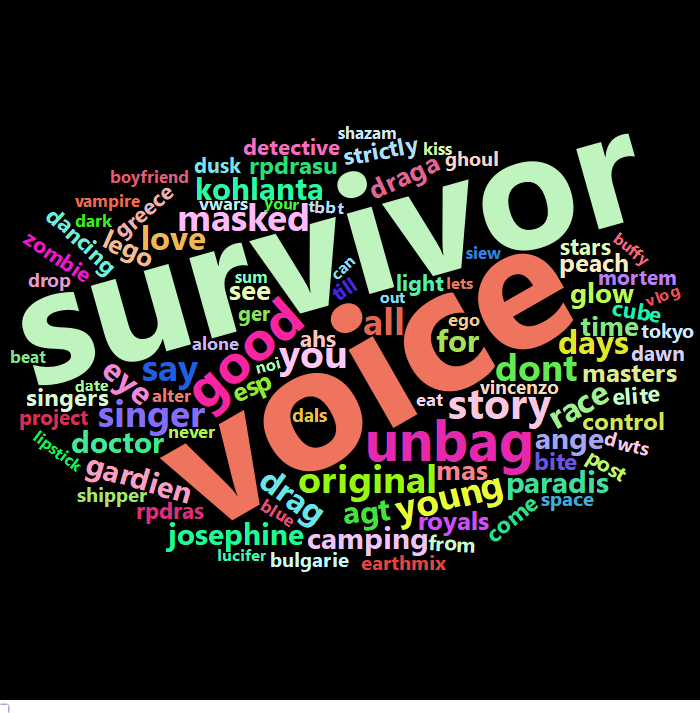 shazam
detective
strictly
kiss
dusk
rpdrasu
ghoul
boyfriend
kohlanta
draga
vampire
vwars
your
tbbt
greece
dark
masked
survivor
dancing
lego
love
zombie
siew
stars
buffy
peach
can
drop
sum
see
till
light
lets
mortem
out
glow
vlog
cube
ger
good
ego
all
time
tokyo
alone
ahs
you
for
days
beat
say
noi
voice
dawn
eye
date
esp
dont
masters
singers
alter
eat
vincenzo
elite
project
singer
dals
story
race
control
never
lipstick
doctor
unbag
ange
dwts
gardien
mas
bite
post
shipper
drag
original
paradis
rpdras
blue
agt
young
space
royals
come
josephine
camping
from
lucifer
bulgarie
earthmix